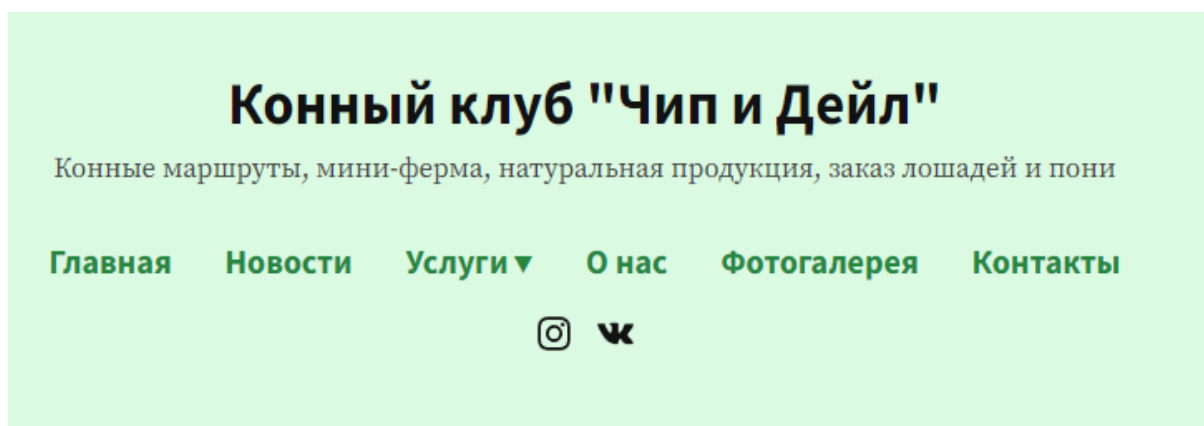 Конный клуб "Чип и Дейл"
Конные маршруты, мини-ферма, натуральная продукция, заказ лошадей и пони
Главная Новости Услуги ▾ О нас Фотогалерея Контакты